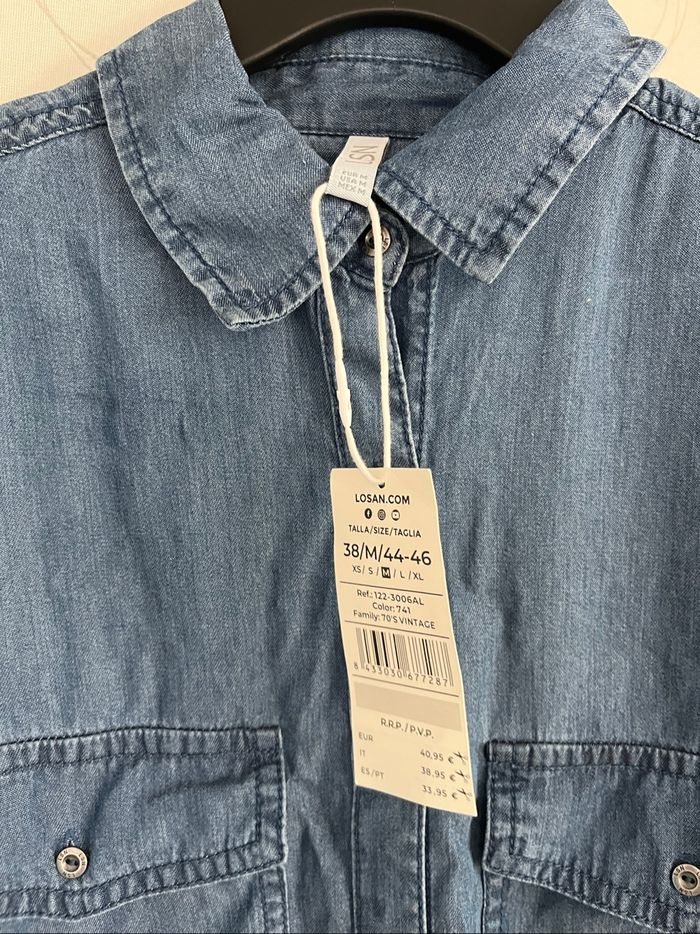 SN
EUR M
USA M
MEX M
LOSAN.COM
TALLA/SIZE/TAGLIA
38/M/44-46
XS/ S / M / L /XL
Ref.: 122-3006AL
Color: 741
Family: 70'S VINTAGE
8 433030 677287
R.R.P./P.V.P.
EUR 40,95 €
IT 38,95 €
ES/PT 33,95 €